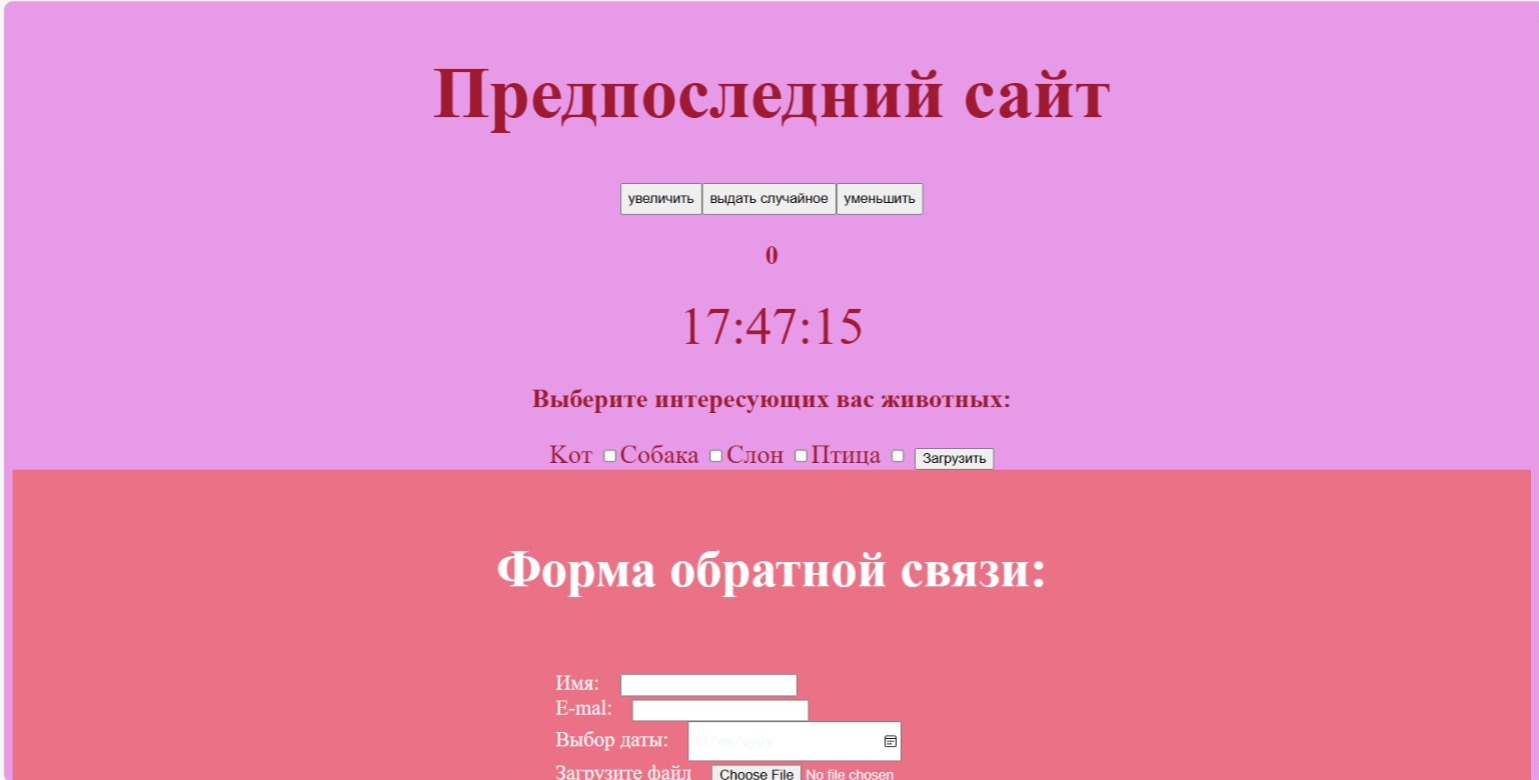 Предпоследний сайт
увеличить выдать случайное уменьшить
0
17:47:15
Выберите интересующих вас животных:
Кот Собака Слон Птица Загрузить
Форма обратной связи:
Имя:
E-mal:
Выбор даты: dd/mm/yyyy
Загрузите файл Choose File No file chosen